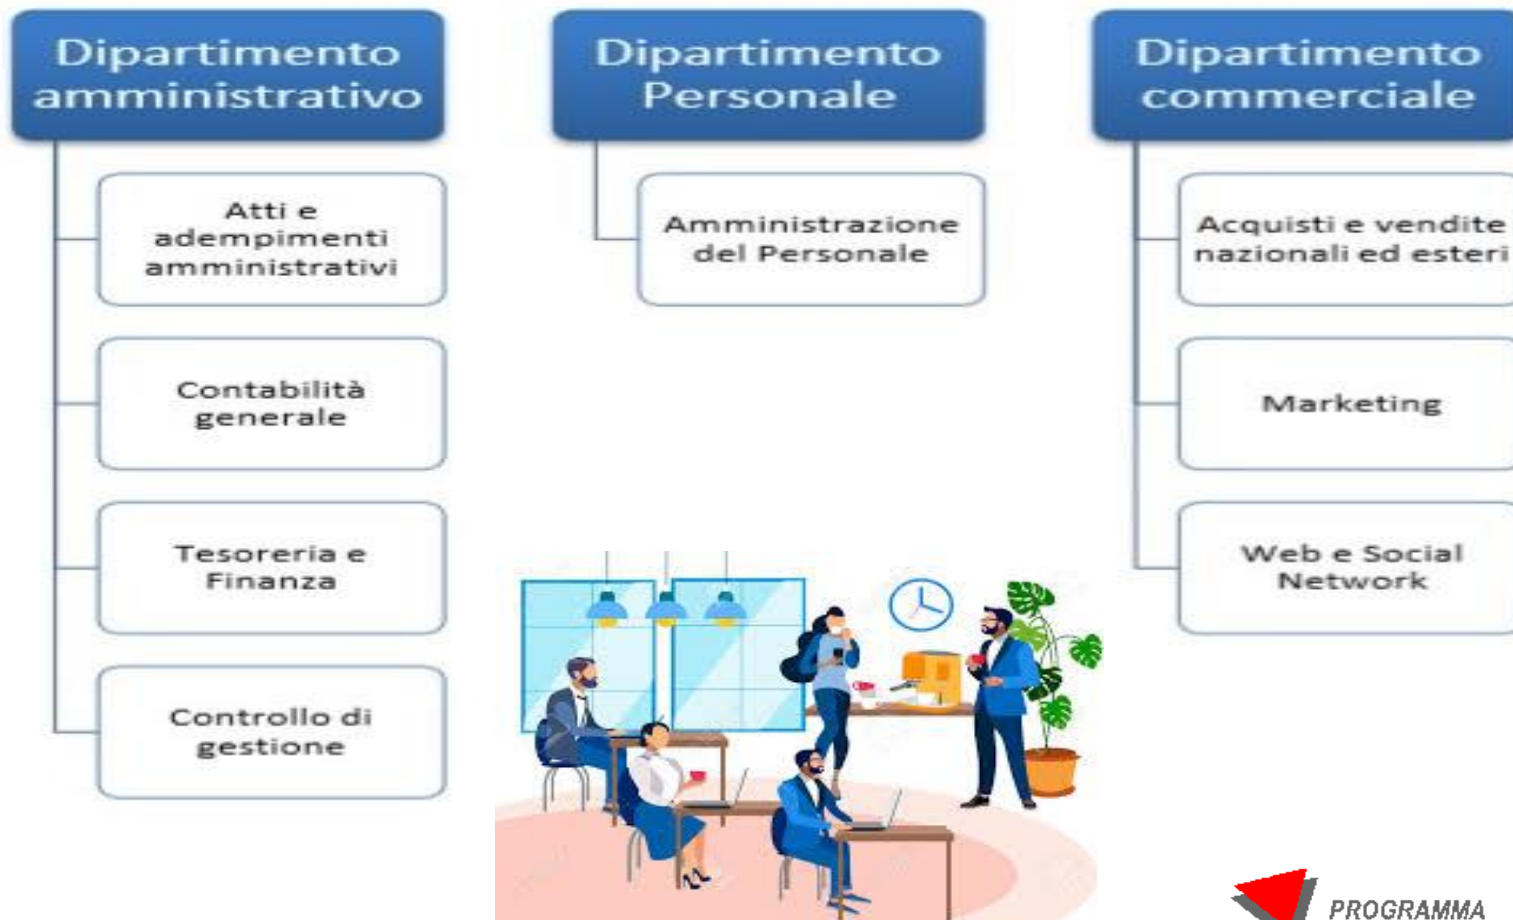 Dipartimento
amministrativo
Atti e
adempimenti
amministrativi
Contabilità
generale
Tesoreria e
Finanza
Controllo di
gestione
Dipartimento
Personale
Amministrazione
del Personale
Dipartimento
commerciale
Acquisti e vendite
nazionali ed esteri
Marketing
Web e Social
Network
PROGRAMMA